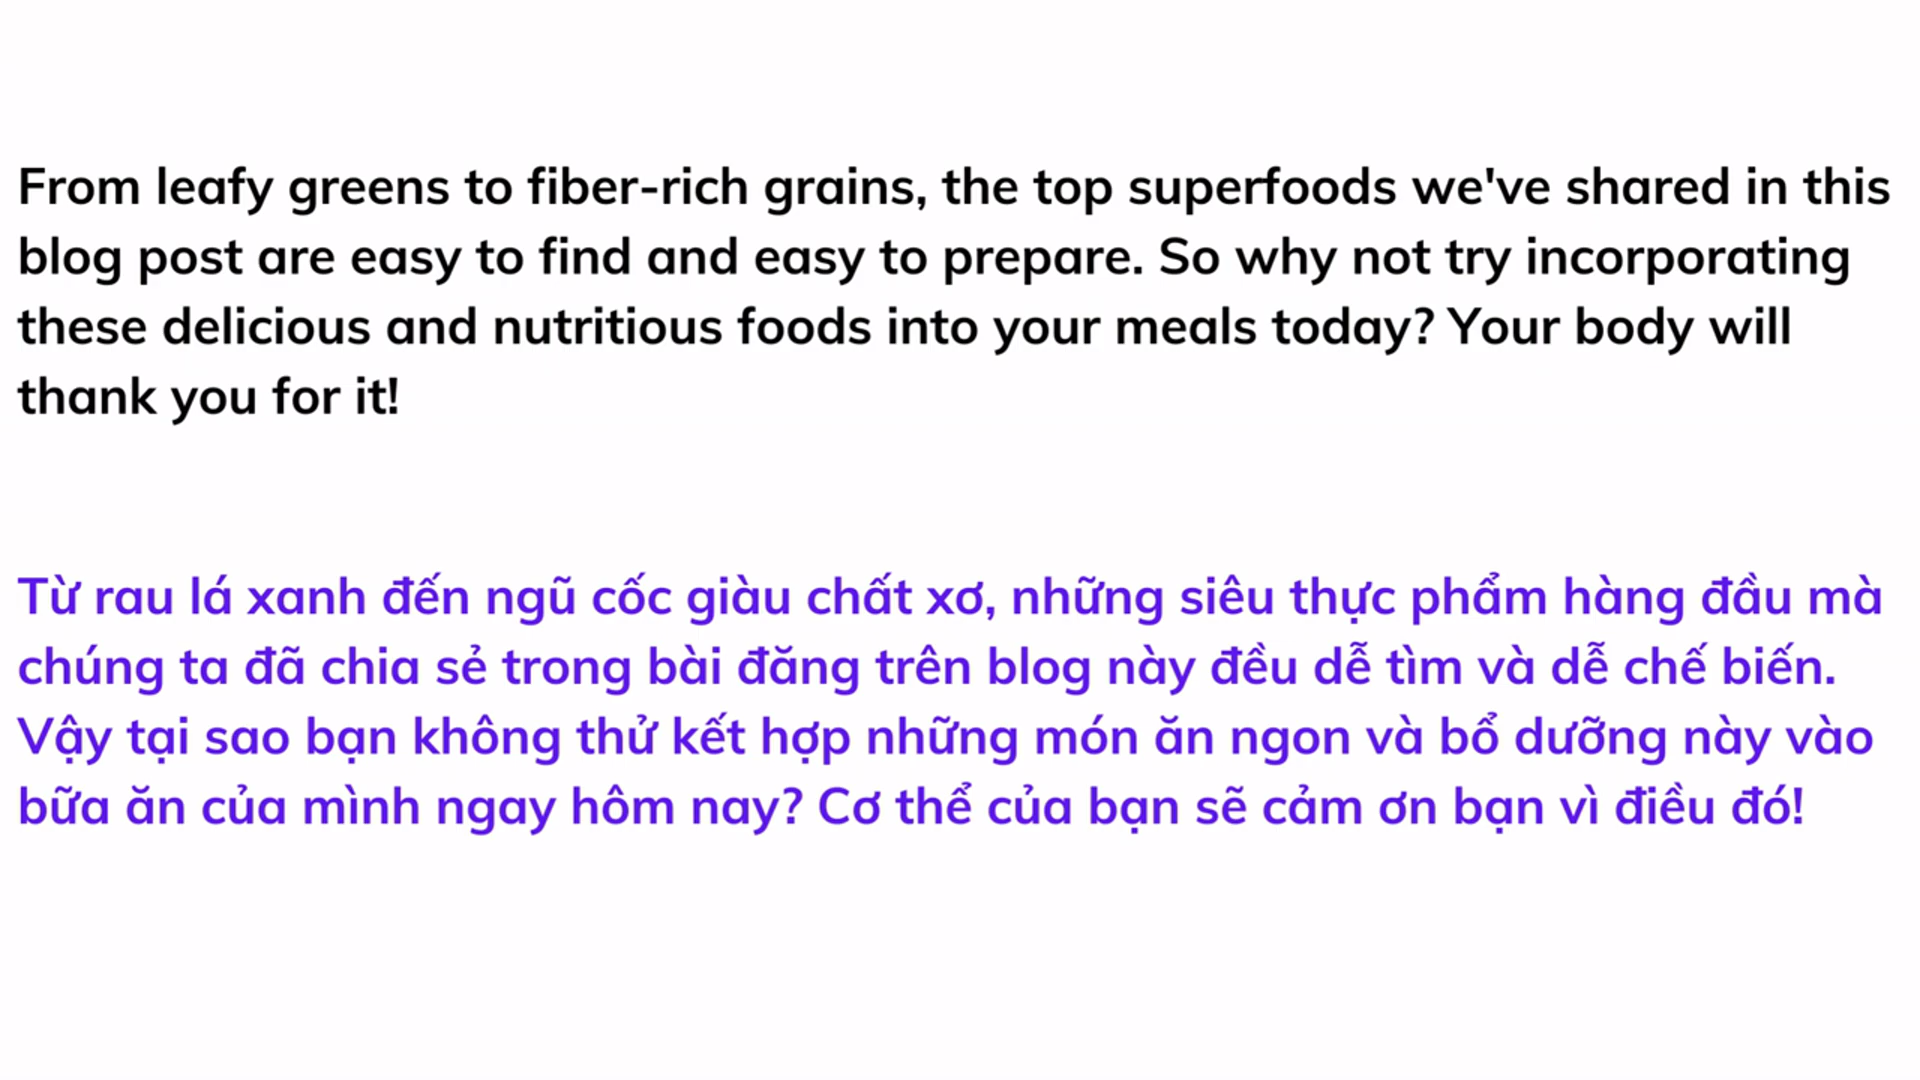 From leafy greens to fiber-rich grains, the top superfoods we've shared in this
blog post are easy to find and easy to prepare. So why not try incorporating
these delicious and nutritious foods into your meals today? Your body will
thank you for it!
Từ rau lá xanh đến ngũ cốc giàu chất xơ, những siêu thực phẩm hàng đầu mà
chúng ta đã chia sẻ trong bài đăng trên blog này đều dễ tìm và dễ chế biến.
Vậy tại sao bạn không thử kết hợp những món ăn ngon và bổ dưỡng này vào
bữa ăn của mình ngay hôm nay? Cơ thể của bạn sẽ cảm ơn bạn vì điều đó!